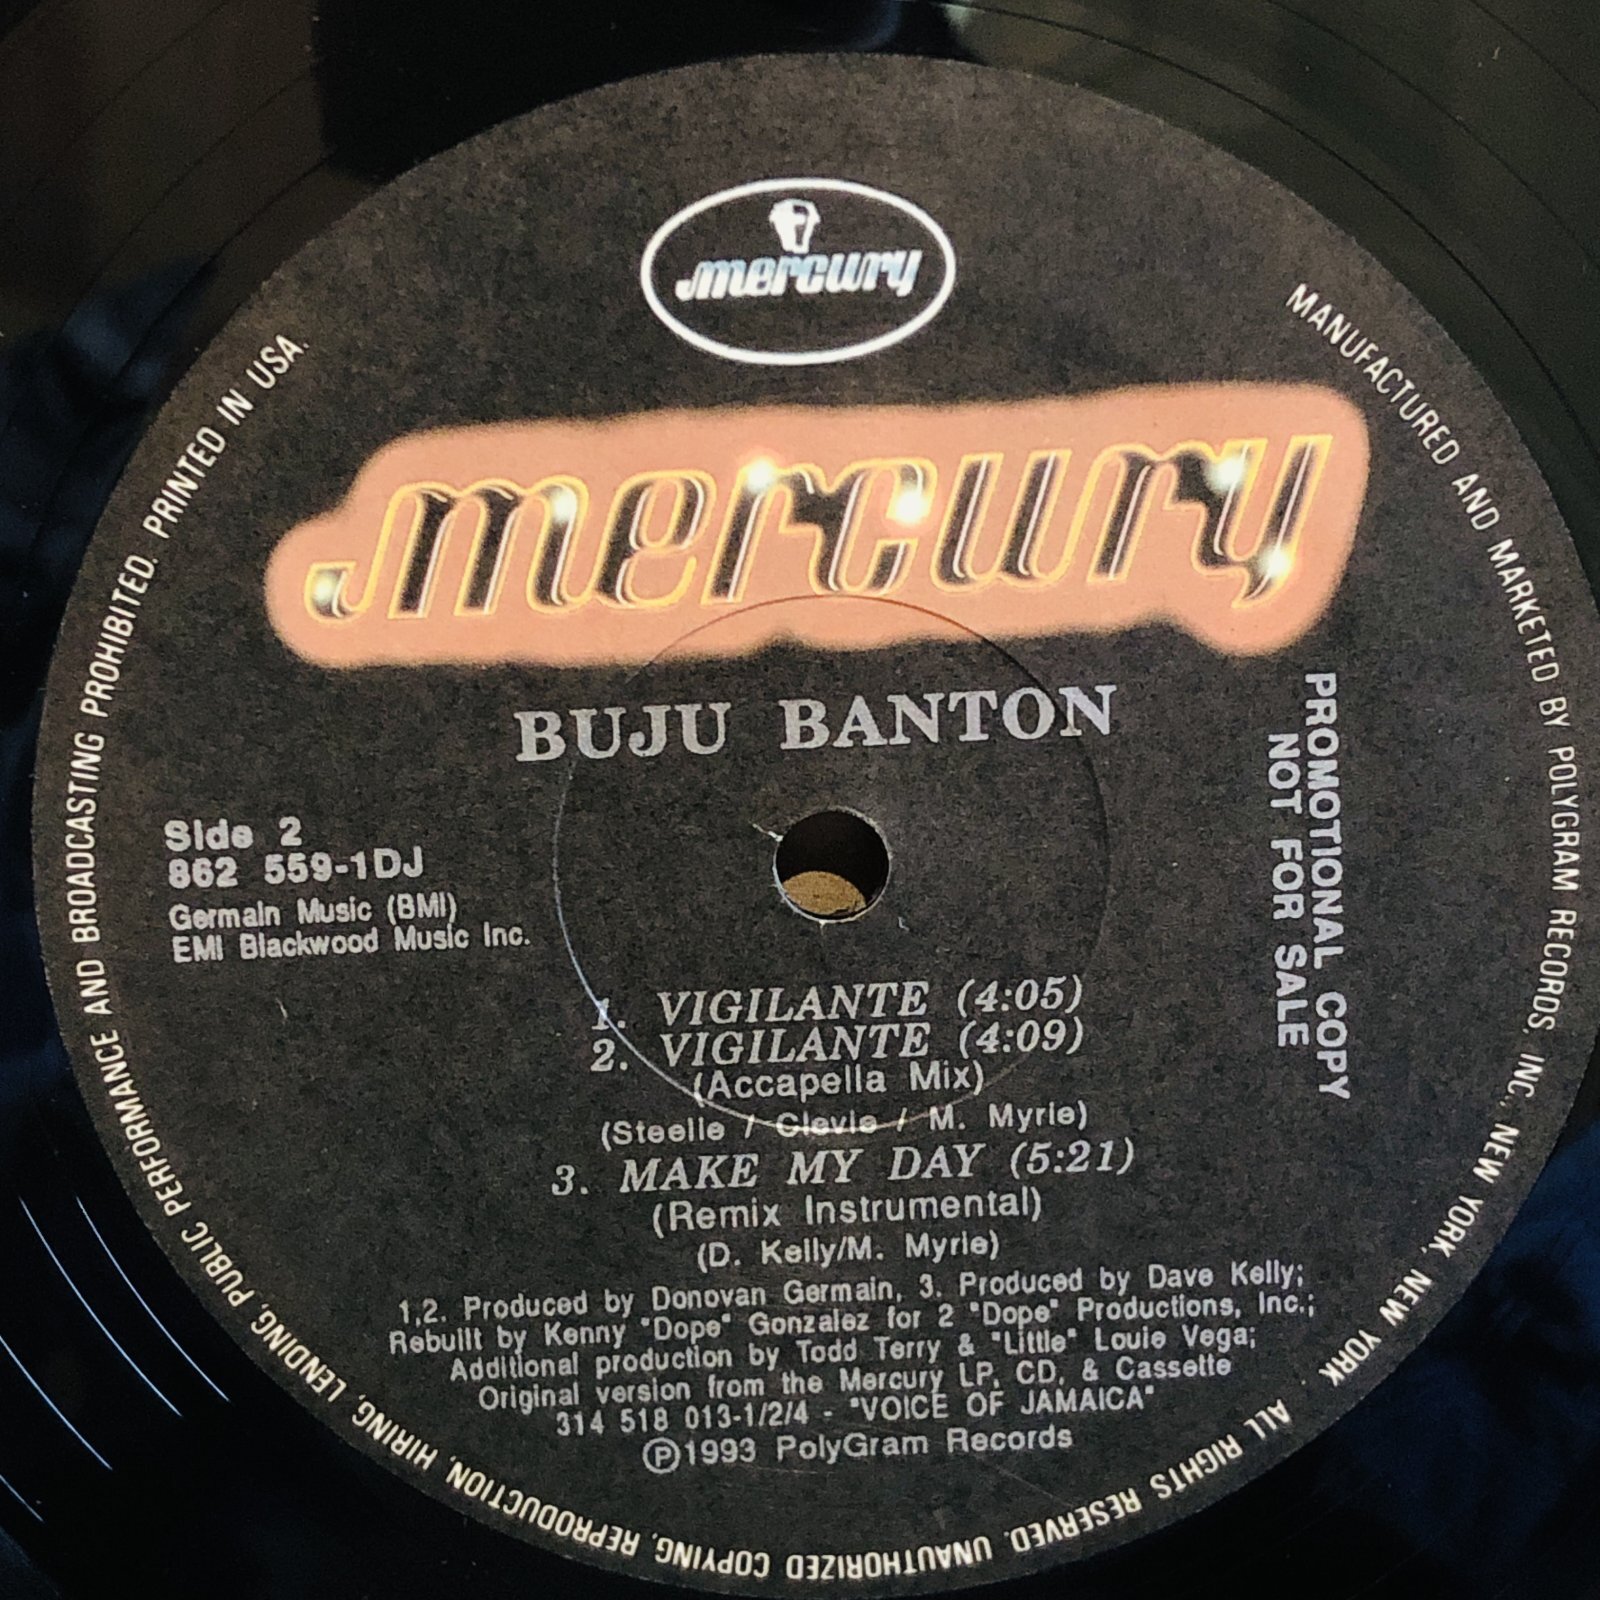 mercury
mercury
BUJU BANTON
Side 2
862 559-1DJ
Germain Music (BMI)
EMI Blackwood Music Inc.
PROMOTIONAL COPY
NOT FOR SALE
1. VIGILANTE (4:05)
2. VIGILANTE (4:09)
(Accapella Mix)
(Steelie / Clevie / M. Myrie)
3. MAKE MY DAY (5:21)
(Remix Instrumental)
(D. Kelly/M. Myrie)
1,2. Produced by Donovan Germain, 3. Produced by Dave Kelly;
Rebuilt by Kenny "Dope" Gonzalez for 2 "Dope" Productions, Inc.;
Additional production by Todd Terry & "Little" Louie Vega;
Original version from the Mercury LP, CD, & Cassette
314 518 013-1/2/4 - "VOICE OF JAMAICA"
Ⓟ1993 PolyGram Records
MANUFACTURED AND MARKETED BY POLYGRAM RECORDS, INC., NEW YORK, NEW YORK
ALL RIGHTS RESERVED. UNAUTHORIZED COPYING, REPRODUCTION, HIRING, LENDING, PUBLIC PERFORMANCE AND BROADCASTING PROHIBITED. PRINTED IN USA.